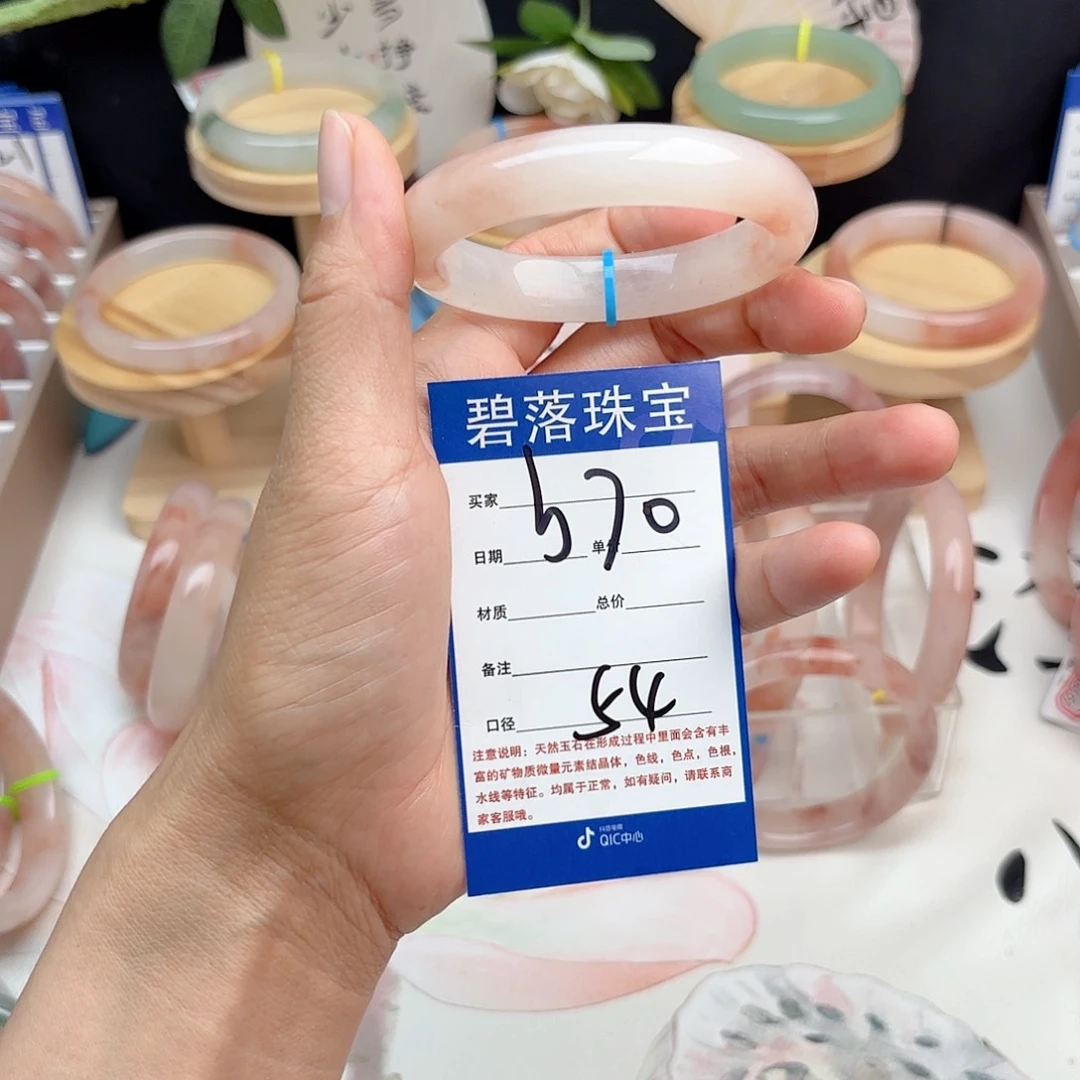 碧落珠宝
买家
570
日期 单价
材质 总价
备注
54
口径
注意说明：天然玉石在形成过程中里面会含有丰
富的矿物质微量元素结晶体，色线，色点，色根，
水线等特征。均属于正常，如有疑问，请联系商
家客服哦。
抖音电商
QIC中心